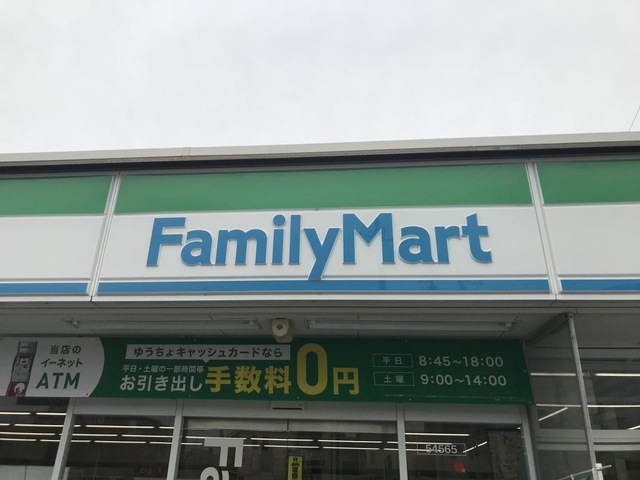 FamilyMart
当店の
イーネット
ATM
ゆうちょキャッシュカードなら
平日・土曜の一部時間帯
お引き出し手数料0円
平日 8:45~18:00
土曜 9:00~14:00
54565